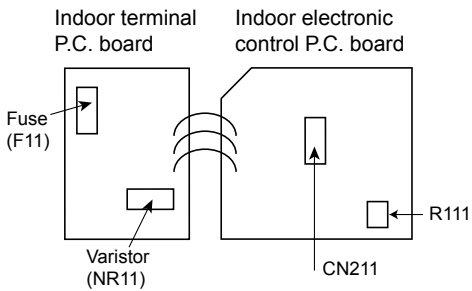 Indoor terminal
P.C. board
Indoor electronic
control P.C. board
Fuse
(F11)
R111
Varistor
(NR11)
CN211